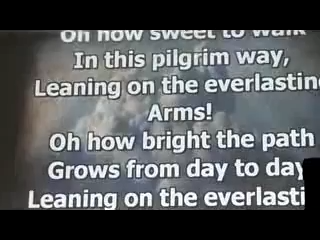 Oh how sweet to walk
In this pilgrim way,
Leaning on the everlastin
Arms!
Oh how bright the path
Grows from day to day
Leaning on the everlasti